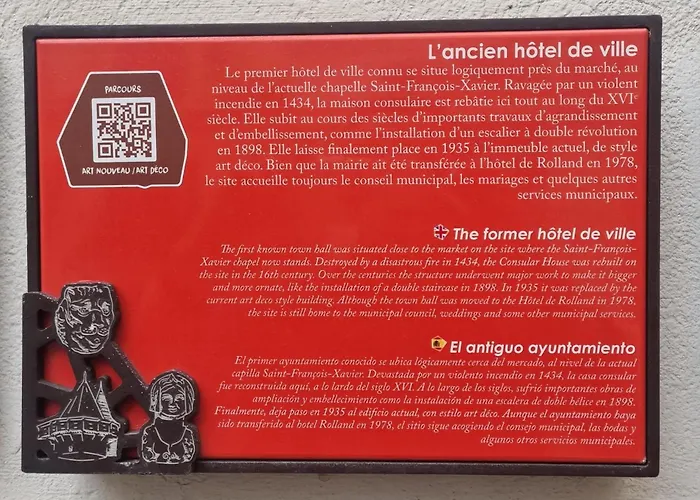 PARCOURS
ART NOUVEAU / ART DÉCO
L'ancien hôtel de ville
Le premier hôtel de ville connu se situe logiquement près du marché, au
niveau de l'actuelle chapelle Saint-François-Xavier. Ravagée par un violent
incendie en 1434, la maison consulaire est rebâtie ici tout au long du XVIe
siècle. Elle subit au cours des siècles d'importants travaux d'agrandissement
et d'embellissement, comme l'installation d'un escalier à double révolution
en 1898. Elle laisse finalement place en 1935 à l'immeuble actuel, de style
art déco. Bien que la mairie ait été transférée à l'hôtel de Rolland en 1978,
le site accueille toujours le conseil municipal, les mariages et quelques autres
services municipaux.
The former hôtel de ville
The first known town hall was situated close to the market on the site where the Saint-François-
Xavier chapel now stands. Destroyed by a disastrous fire in 1434, the Consular House was rebuilt on
the site in the 16th century. Over the centuries the structure underwent major work to make it bigger
and more ornate, like the installation of a double staircase in 1898. In 1935 it was replaced by the
current art deco style building. Although the town hall was moved to the Hôtel de Rolland in 1978,
the site is still home to the municipal council, weddings and some other municipal services.
El antiguo ayuntamiento
El primer ayuntamiento conocido se ubica lógicamente cerca del mercado, al nivel de la actual
capilla Saint-François-Xavier. Devastada por un violento incendio en 1434, la casa consular
fue reconstruida aquí, a lo lardo del siglo XVI. A lo largo de los siglos, sufrió importantes obras de
ampliación y embellecimiento como la instalación de una escalera de doble hélice en 1898.
Finalmente, deja paso en 1935 al edificio actual, con estilo art déco. Aunque el ayuntamiento haya
sido transferido al hotel Rolland en 1978, el sitio sigue acogiendo el consejo municipal, las bodas y
algunos otros servicios municipales.